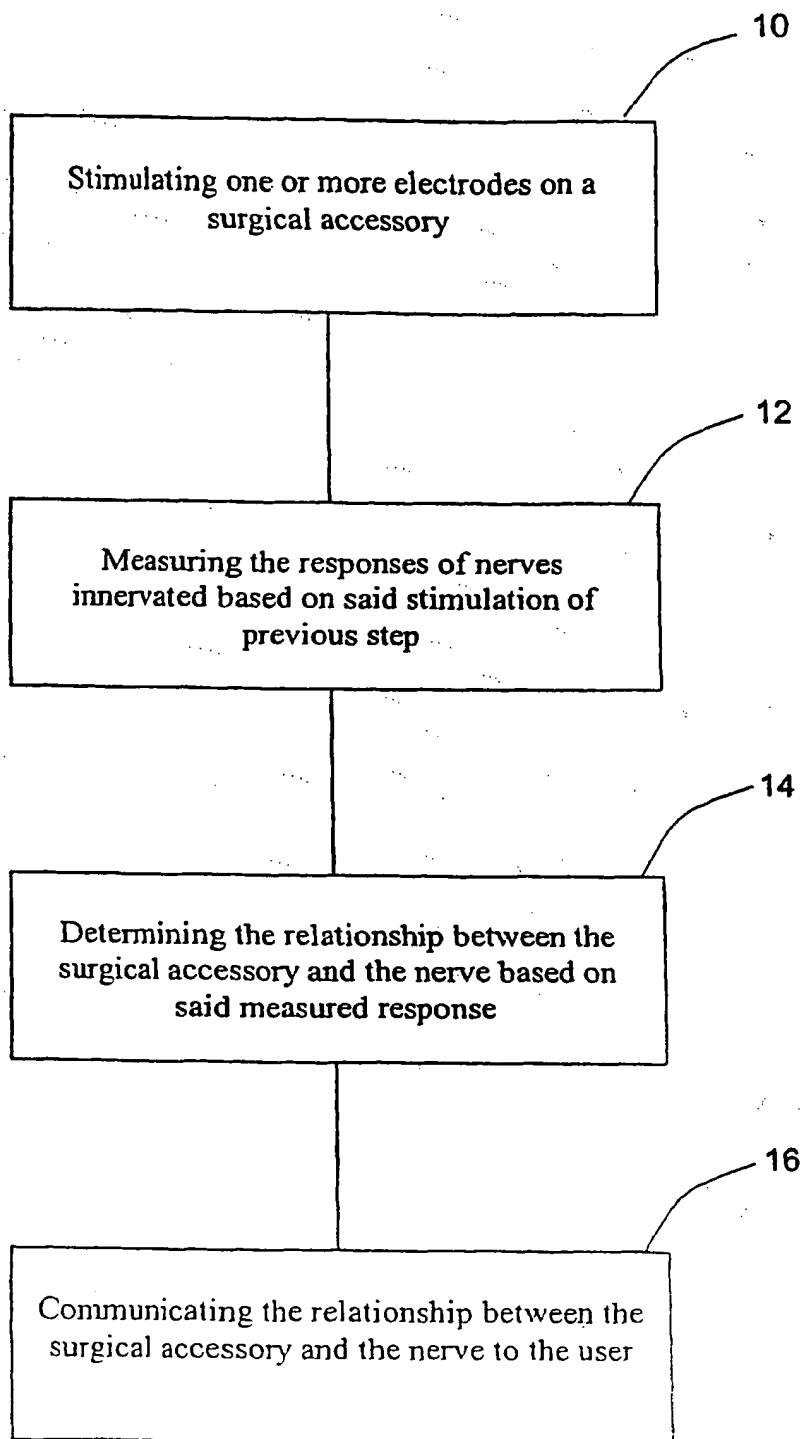 10
Stimulating one or more electrodes on a
surgical accessory
12
Measuring the responses of nerves
innervated based on said stimulation of
previous step
14
Determining the relationship between the
surgical accessory and the nerve based on
said measured response
16
Communicating the relationship between the
surgical accessory and the nerve to the user